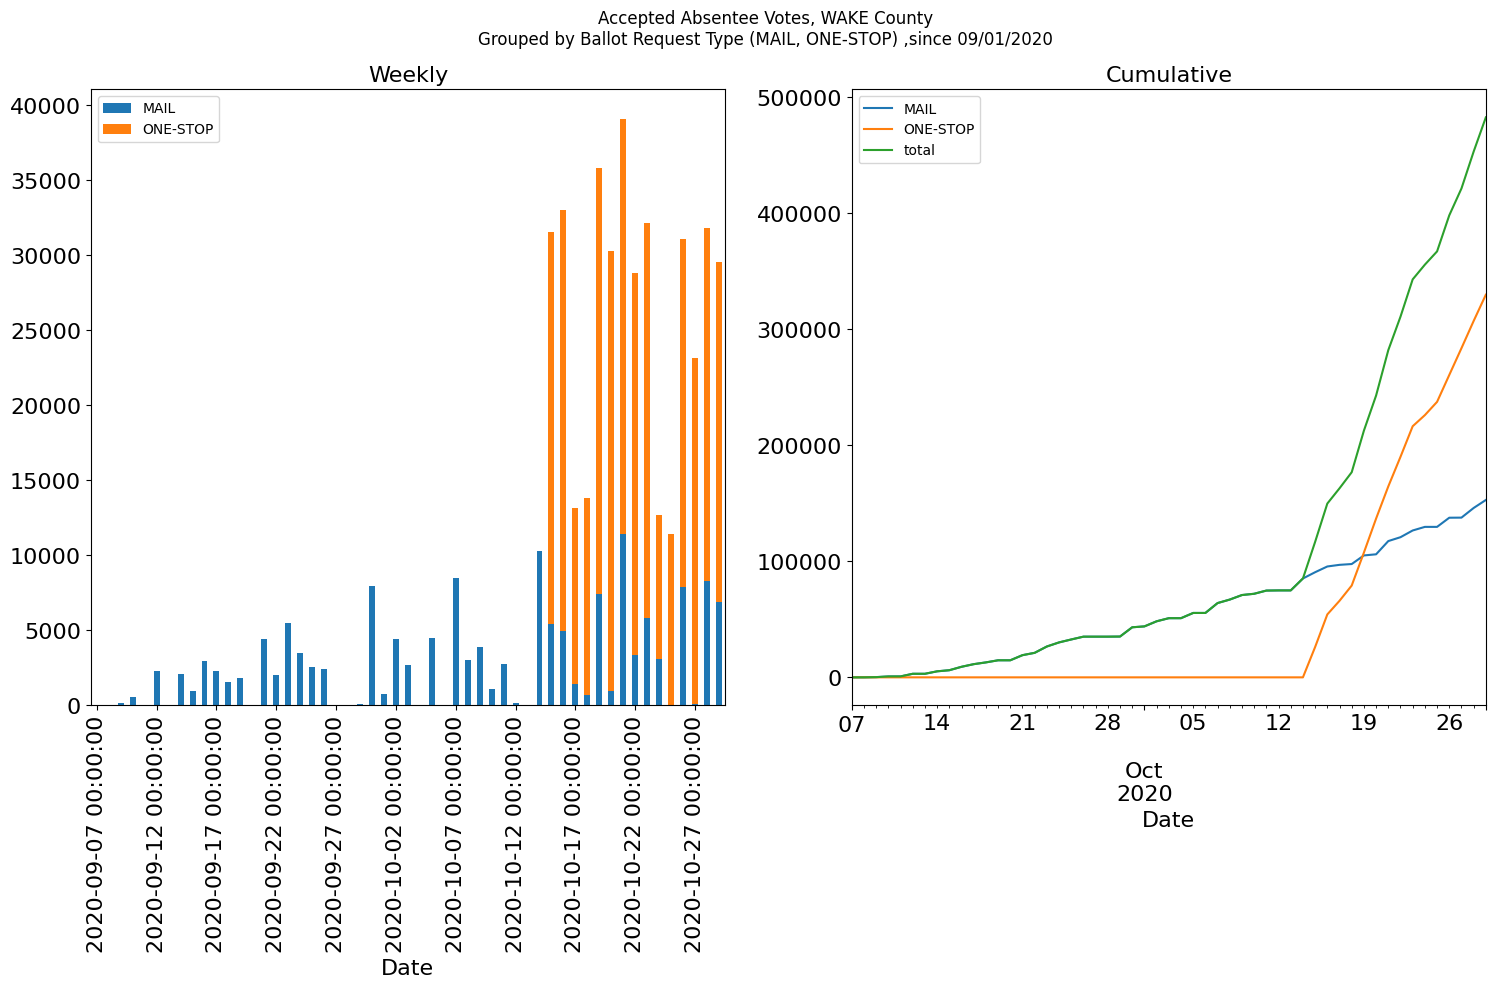 Accepted Absentee Votes, WAKE County
Grouped by Ballot Request Type (MAIL, ONE-STOP) ,since 09/01/2020
Weekly
MAIL
ONE-STOP
40000
35000
30000
25000
20000
15000
10000
5000
0
2020-09-07 00:00:00
2020-09-12 00:00:00
2020-09-17 00:00:00
2020-09-22 00:00:00
2020-09-27 00:00:00
2020-10-02 00:00:00
2020-10-07 00:00:00
2020-10-12 00:00:00
2020-10-17 00:00:00
2020-10-22 00:00:00
2020-10-27 00:00:00
Date
Cumulative
MAIL
ONE-STOP
total
500000
400000
300000
200000
100000
0
07 14 21 28 05 12 19 26
Oct
2020
Date